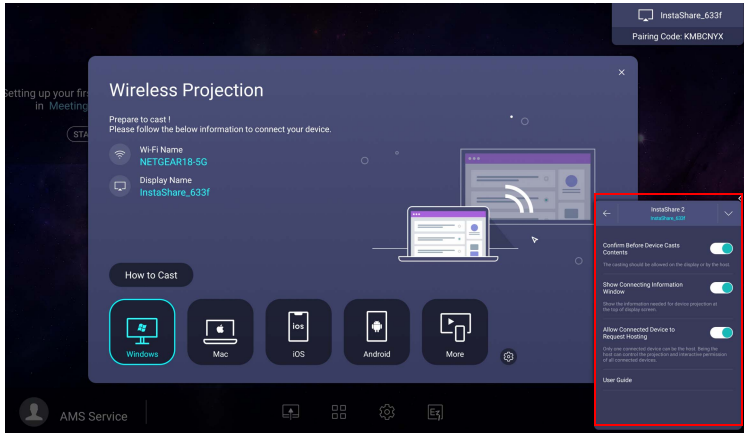 InstaShare_633f
Pairing Code: KMBCNYX
Setting up your fir
in Meeting
STA
Wireless Projection
Prepare to cast !
Please follow the below information to connect your device.
Wi-Fi Name
NETGEAR18-5G
Display Name
InstaShare_633f
How to Cast
Windows
Mac
iOS
iOS
Android
More
InstaShare 2
InstaShare_633f
Confirm Before Device Casts
Contents
The casting should be allowed on the display or by the host.
Show Connecting Information
Window
Show the information needed for device projection at
the top of display screen.
Allow Connected Device to
Request Hosting
Only one connected device can be the host. Being the
host can control the projection and interactive permission
of all connected devices.
User Guide
AMS Service